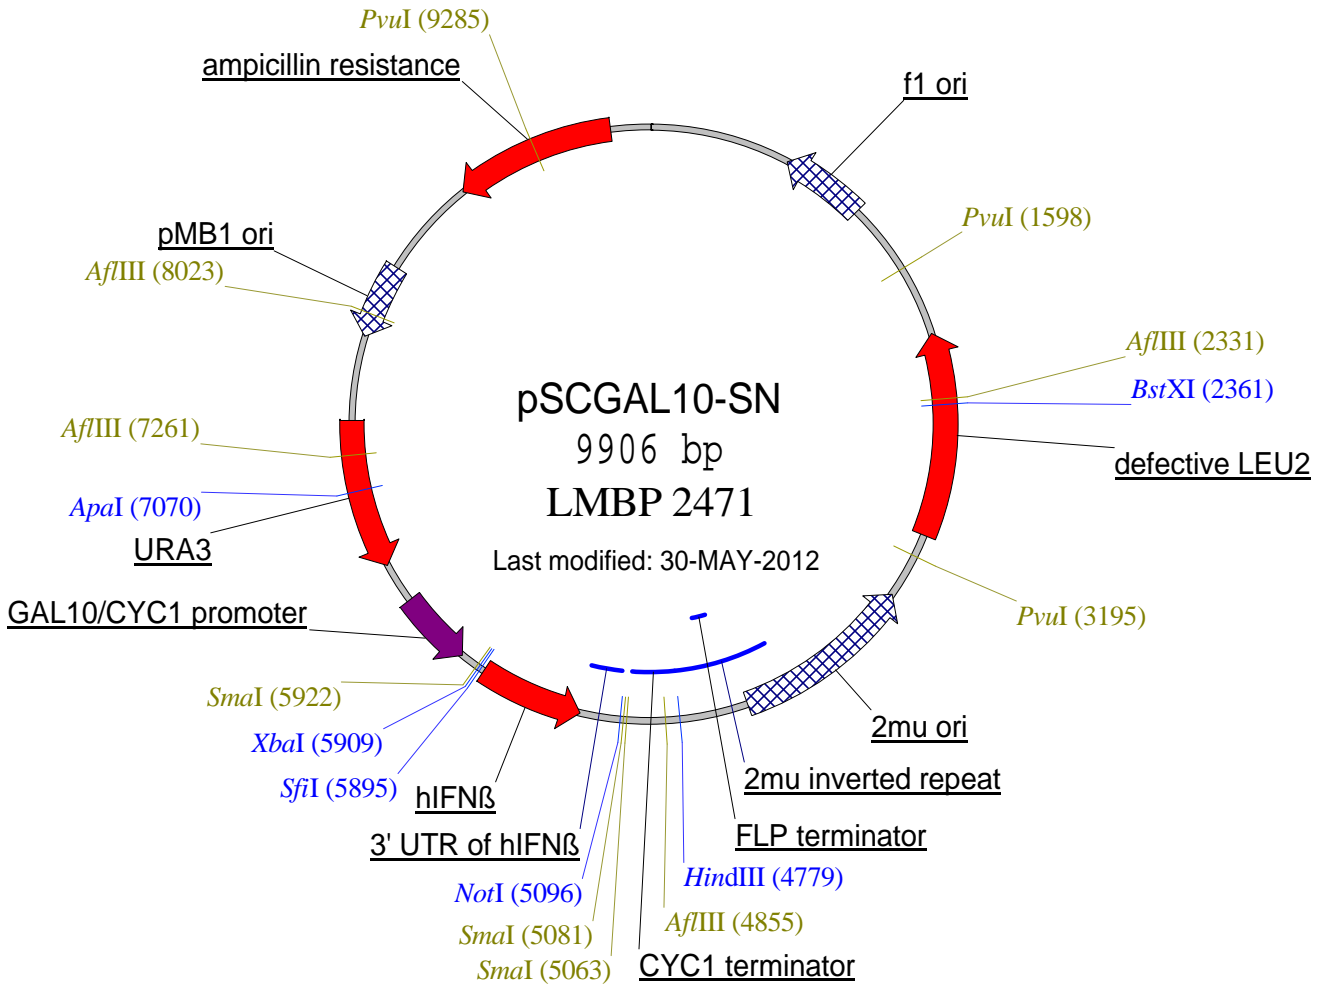 PvuI (9285)
ampicillin resistance
f1 ori
PvuI (1598)
pMB1 ori
AflIII (8023)
AflIII (2331)
BstXI (2361)
pSCGAL10-SN
9906 bp
LMBP 2471
Last modified: 30-MAY-2012
AflIII (7261)
defective LEU2
ApaI (7070)
URA3
GAL10/CYC1 promoter
PvuI (3195)
SmaI (5922)
XbaI (5909)
SfiI (5895)
2mu ori
2mu inverted repeat
hIFNß
FLP terminator
3' UTR of hIFNß
HindIII (4779)
NotI (5096)
AflIII (4855)
SmaI (5081)
SmaI (5063)
CYC1 terminator